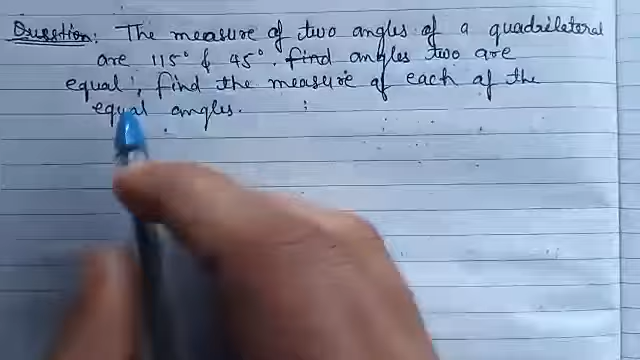 Question: The measure of two angles of a quadrilateral
are 115° & 45°. find angles two are
equal, find the measure of each of the
equal angles.